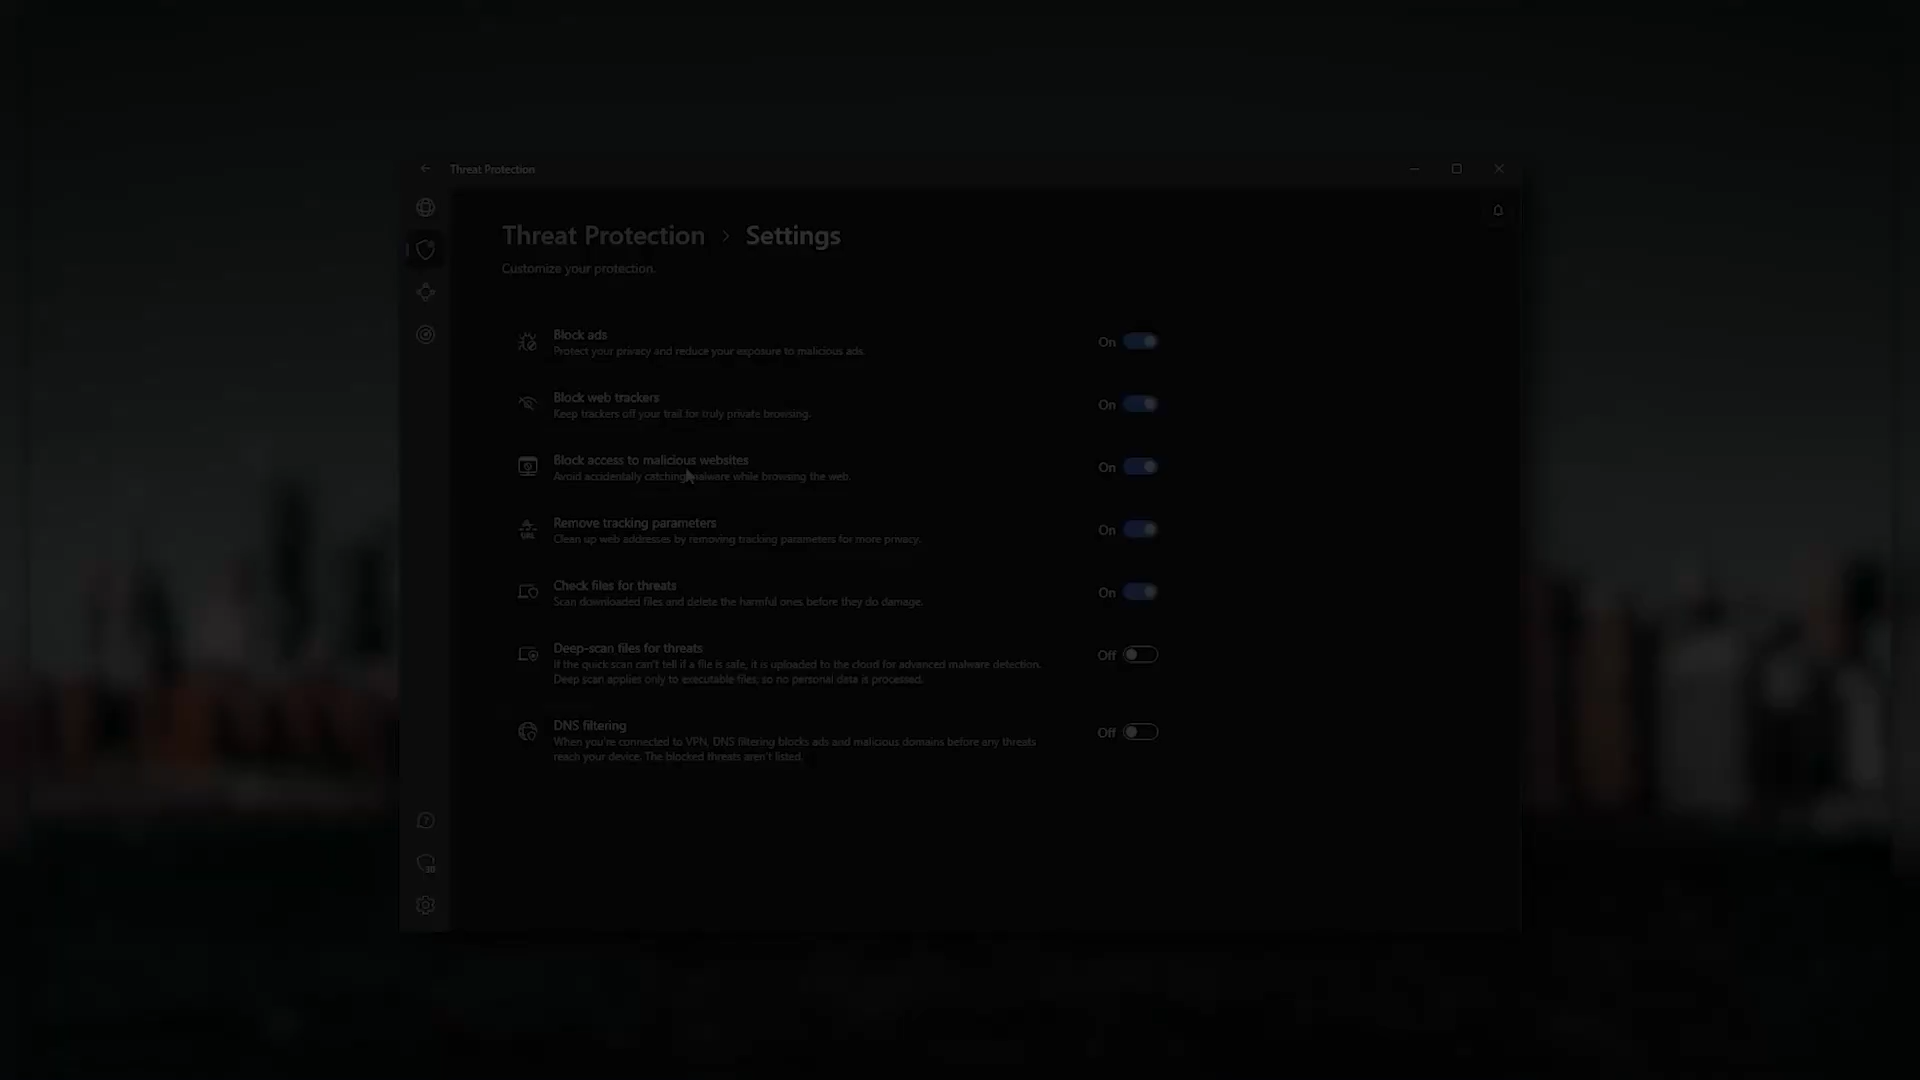 Threat Protection
Threat Protection > Settings
Customize your protection.
Block ads
Protect your privacy and reduce your exposure to malicious ads.
On
Block web trackers
Keep trackers off your trail for truly private browsing.
On
Block access to malicious websites
Avoid accidentally catching malware while browsing the web.
On
Remove tracking parameters
Clean up web addresses by removing tracking parameters for more privacy.
On
URL
Check files for threats
Scan downloaded files and delete the harmful ones before they do damage.
On
Deep-scan files for threats
If the quick scan can't tell if a file is safe, it is uploaded to the cloud for advanced malware detection.
Deep scan applies only to executable files, so no personal data is processed.
Off
DNS filtering
When you're connected to VPN, DNS filtering blocks ads and malicious domains before any threats
reach your device. The blocked threats aren't listed.
Off